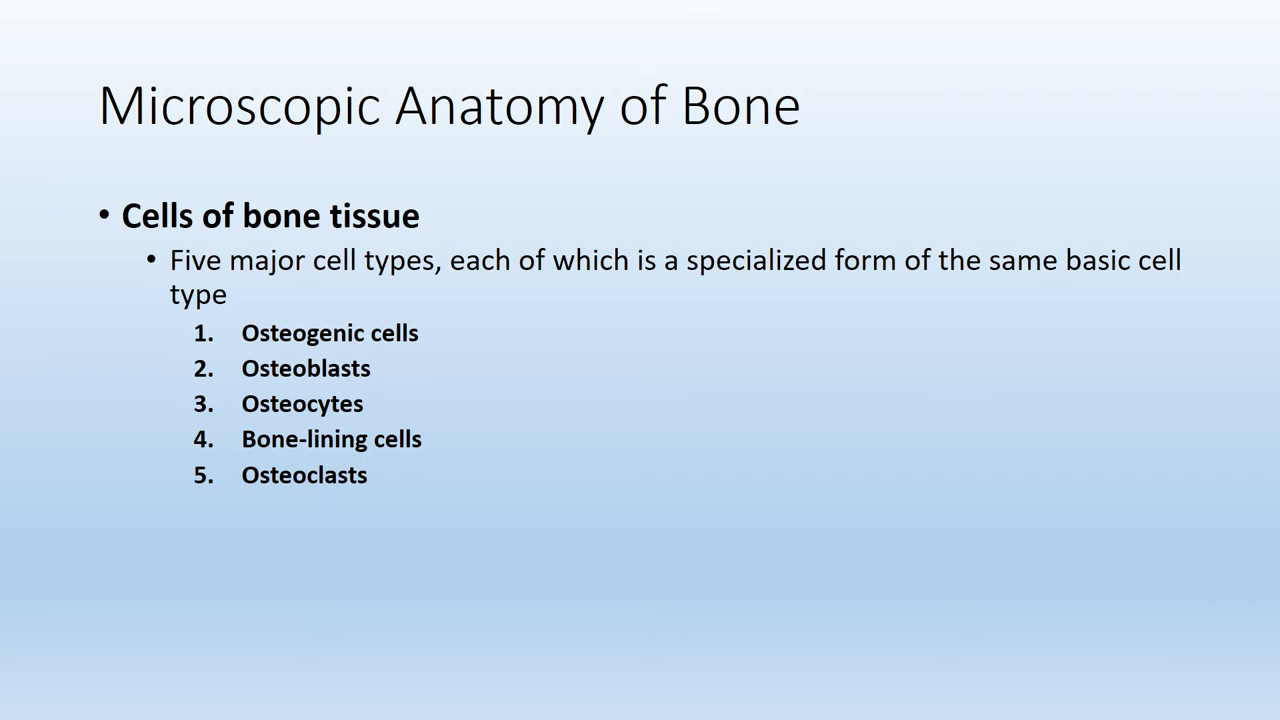 Microscopic Anatomy of Bone
• Cells of bone tissue
• Five major cell types, each of which is a specialized form of the same basic cell
type
1. Osteogenic cells
2. Osteoblasts
3. Osteocytes
4. Bone-lining cells
5. Osteoclasts